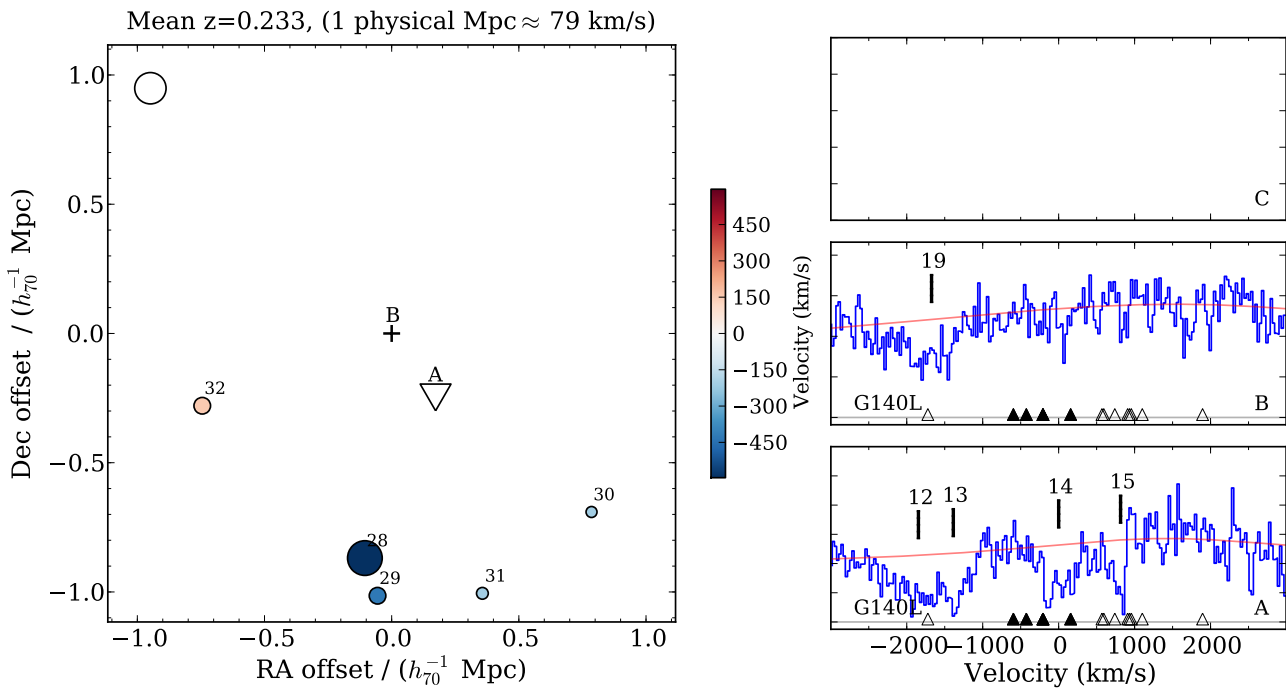 Mean z=0.233, (1 physical Mpc ≈ 79 km/s)
1.0
0.5
0.0
−0.5
−1.0
Dec offset / (h₇₀⁻¹ Mpc)
B
A
32
30
28
29
31
−1.0
−0.5
0.0
0.5
1.0
RA offset / (h₇₀⁻¹ Mpc)
450
300
150
0
−150
−300
−450
Velocity (km/s)
C
19
G140L
B
12
13
14
15
G140L
A
−2000
−1000
0
1000
2000
Velocity (km/s)